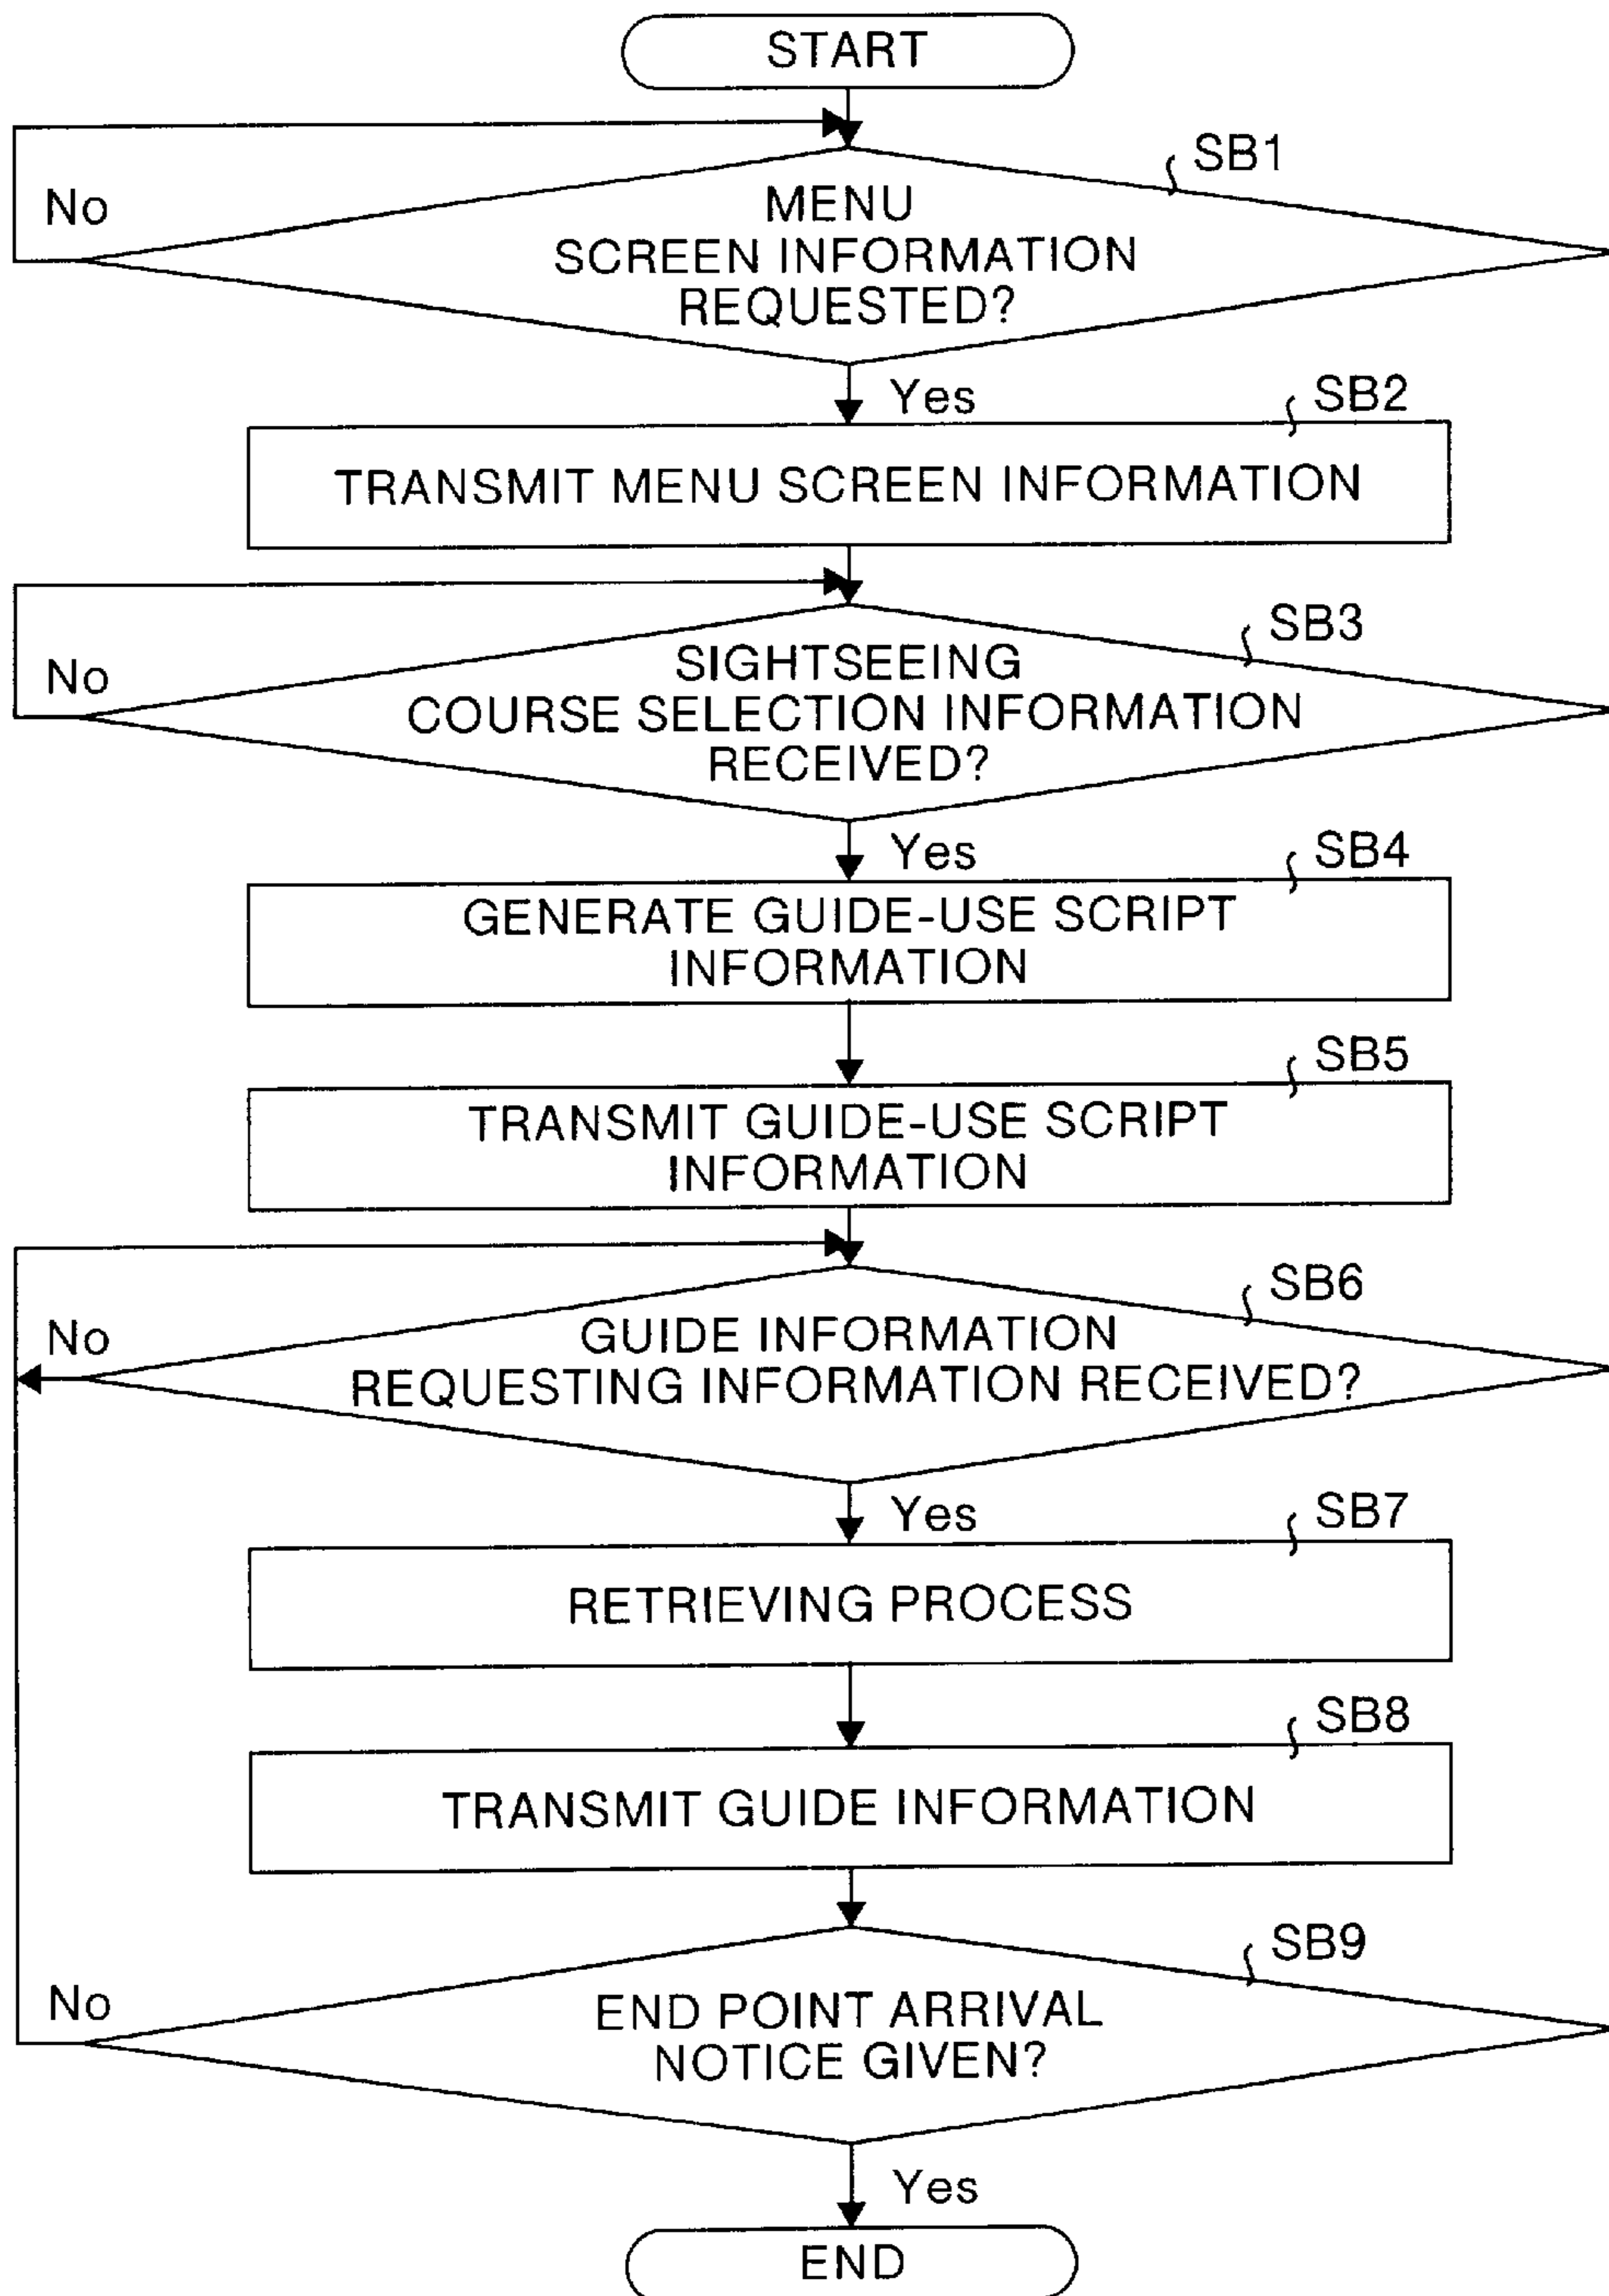 START
SB1
No
MENU
SCREEN INFORMATION
REQUESTED?
Yes
SB2
TRANSMIT MENU SCREEN INFORMATION
SB3
No
SIGHTSEEING
COURSE SELECTION INFORMATION
RECEIVED?
Yes
SB4
GENERATE GUIDE-USE SCRIPT
INFORMATION
SB5
TRANSMIT GUIDE-USE SCRIPT
INFORMATION
SB6
No
GUIDE INFORMATION
REQUESTING INFORMATION RECEIVED?
Yes
SB7
RETRIEVING PROCESS
SB8
TRANSMIT GUIDE INFORMATION
SB9
No
END POINT ARRIVAL
NOTICE GIVEN?
Yes
END